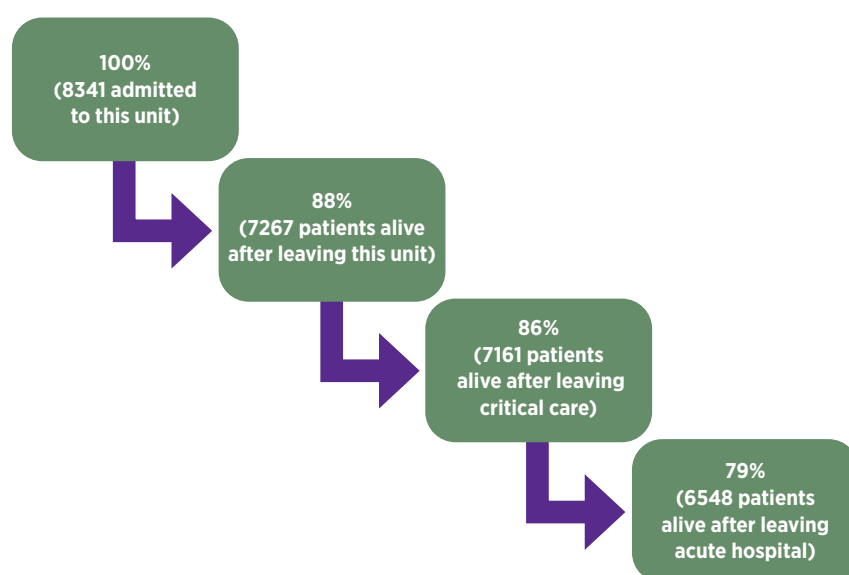 100%
(8341 admitted
to this unit)
88%
(7267 patients alive
after leaving this unit)
86%
(7161 patients
alive after leaving
critical care)
79%
(6548 patients
alive after leaving
acute hospital)